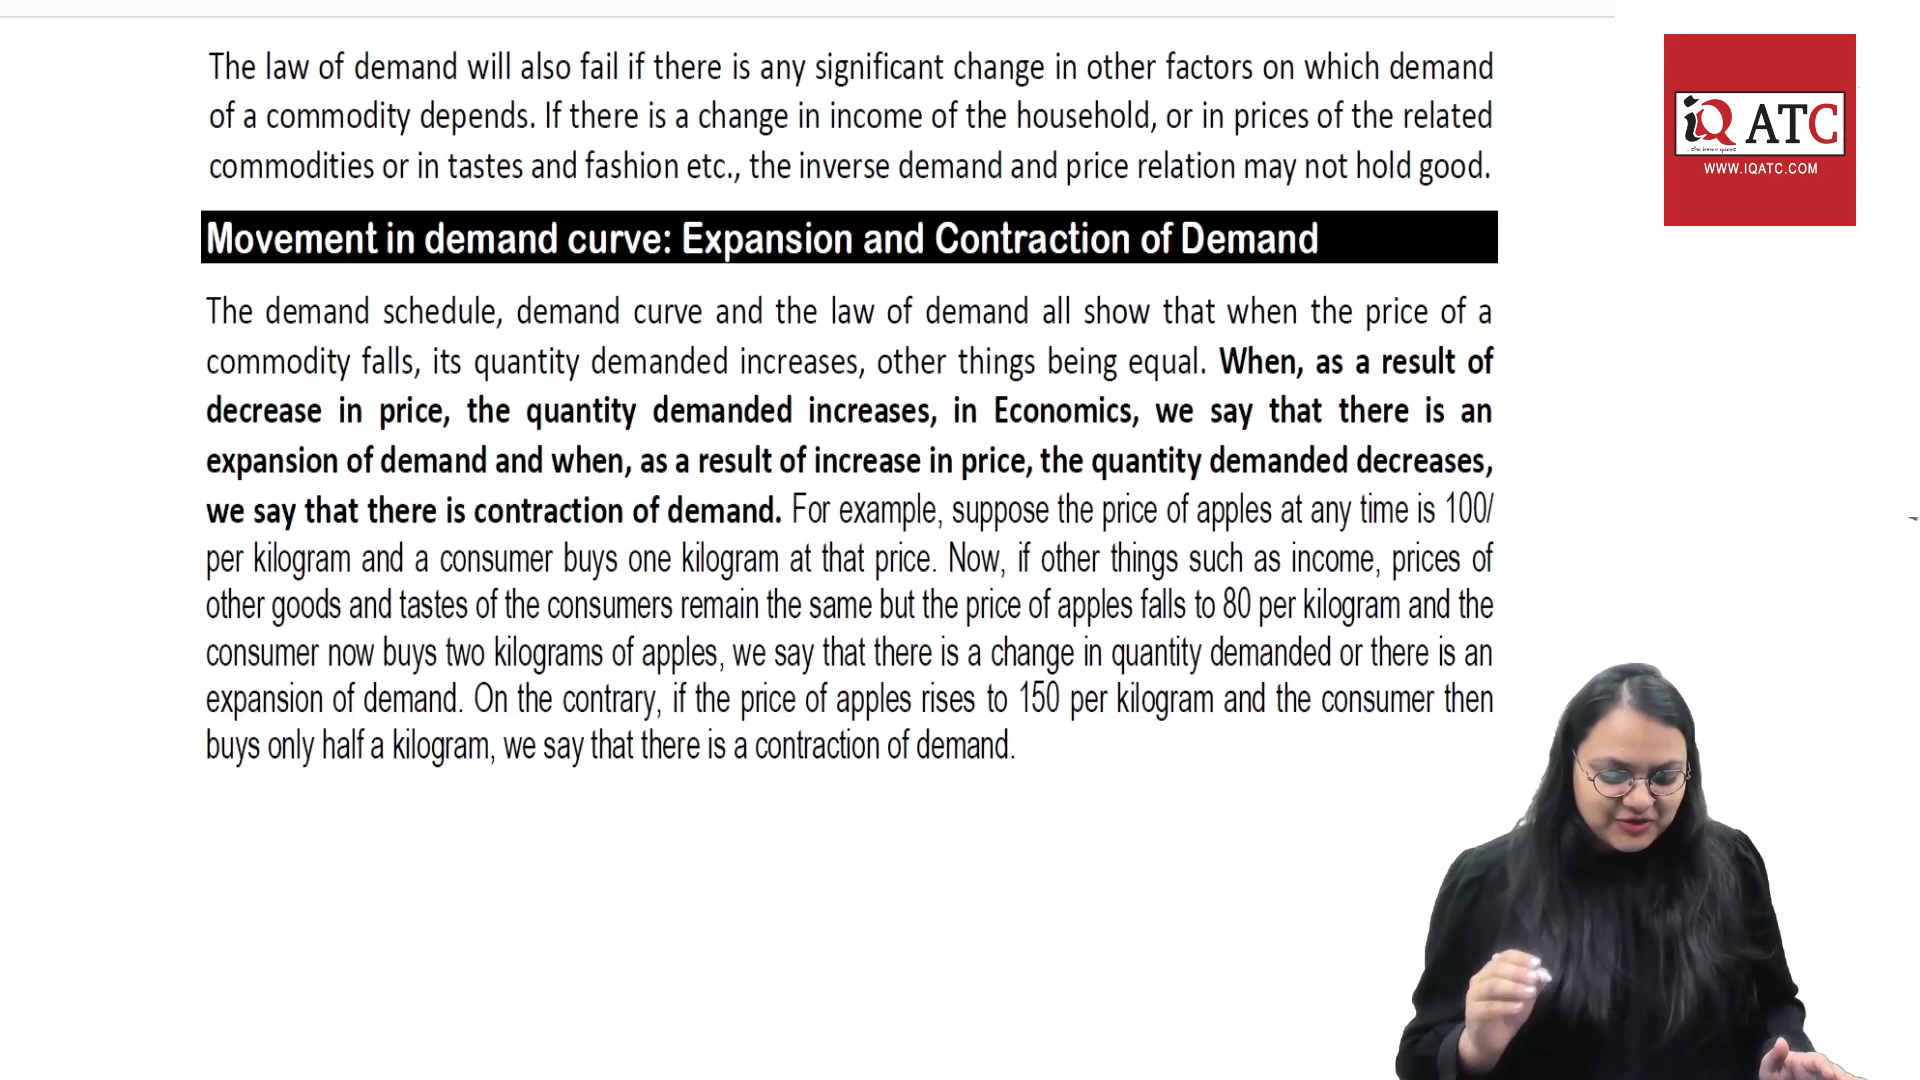 The law of demand will also fail if there is any significant change in other factors on which demand
of a commodity depends. If there is a change in income of the household, or in prices of the related
commodities or in tastes and fashion etc., the inverse demand and price relation may not hold good.
Movement in demand curve: Expansion and Contraction of Demand
The demand schedule, demand curve and the law of demand all show that when the price of a
commodity falls, its quantity demanded increases, other things being equal. When, as a result of
decrease in price, the quantity demanded increases, in Economics, we say that there is an
expansion of demand and when, as a result of increase in price, the quantity demanded decreases,
we say that there is contraction of demand. For example, suppose the price of apples at any time is 100/
per kilogram and a consumer buys one kilogram at that price. Now, if other things such as income, prices of
other goods and tastes of the consumers remain the same but the price of apples falls to 80 per kilogram and the
consumer now buys two kilograms of apples, we say that there is a change in quantity demanded or there is an
expansion of demand. On the contrary, if the price of apples rises to 150 per kilogram and the consumer then
buys only half a kilogram, we say that there is a contraction of demand.
iQ ATC
...the inner quest
WWW.IQATC.COM